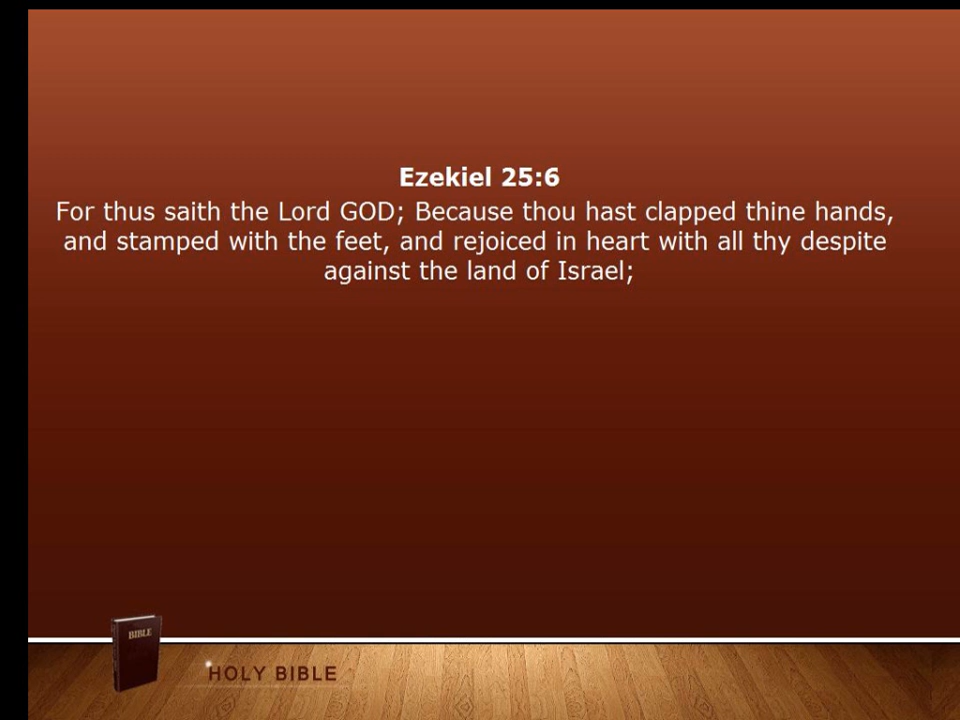 Ezekiel 25:6
For thus saith the Lord GOD; Because thou hast clapped thine hands,
and stamped with the feet, and rejoiced in heart with all thy despite
against the land of Israel;
BIBLE
HOLY BIBLE